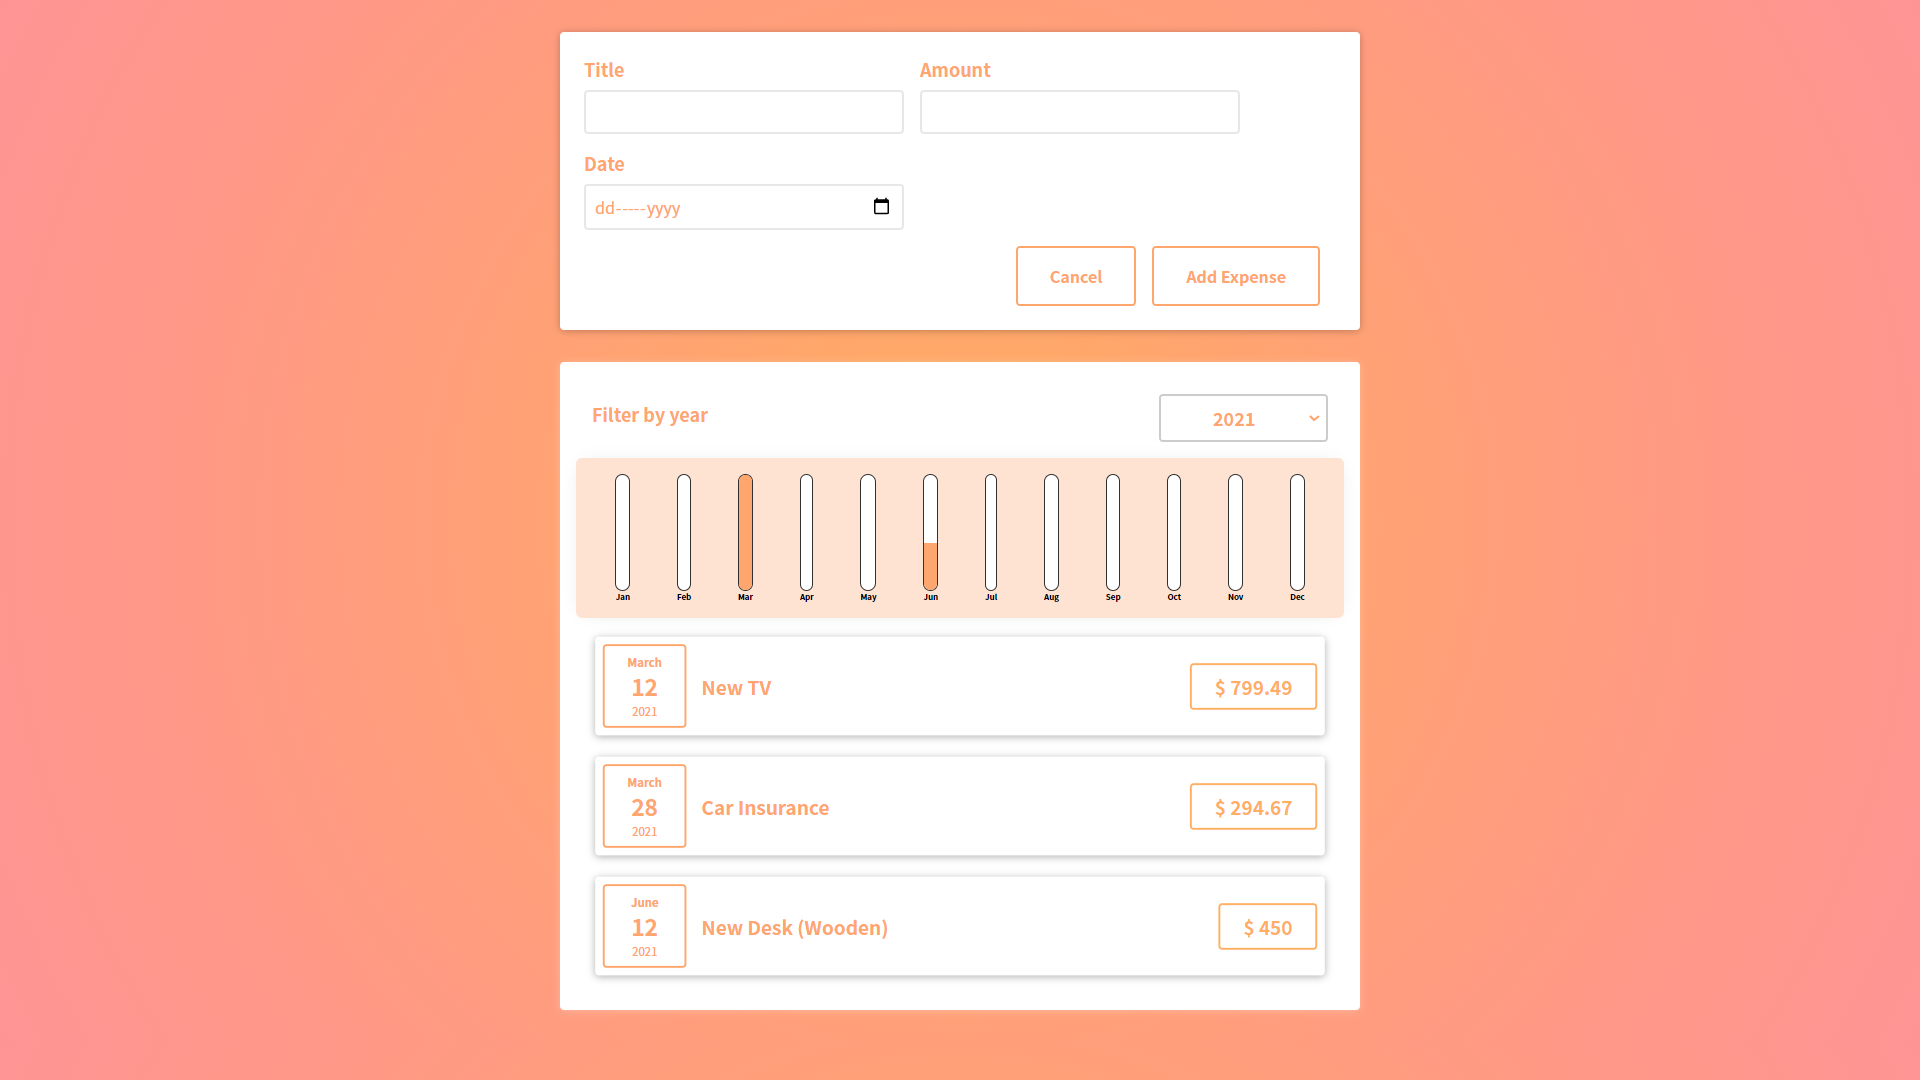 Title Amount
Date
dd-----yyyy
Cancel Add Expense
Filter by year 2021
Jan Feb Mar Apr May Jun Jul Aug Sep Oct Nov Dec
March
12
2021
New TV
$ 799.49
March
28
2021
Car Insurance
$ 294.67
June
12
2021
New Desk (Wooden)
$ 450